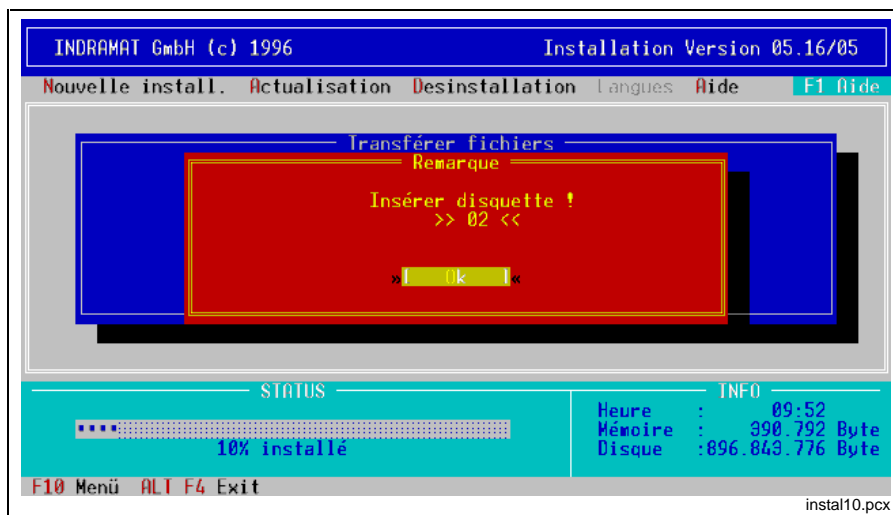 INDRAMAT GmbH (c) 1996 Installation Version 05.16/05
Nouvelle install. Actualisation Desinstallation Langues Aide F1 Aide
Transférer fichiers
Remarque
Insérer disquette !
>> 02 <<
»[ Ok ]«
STATUS
INFO
Heure : 09:52
Mémoire : 390.792 Byte
10% installé
Disque :896.843.776 Byte
F10 Menü ALT F4 Exit
instal10.pcx